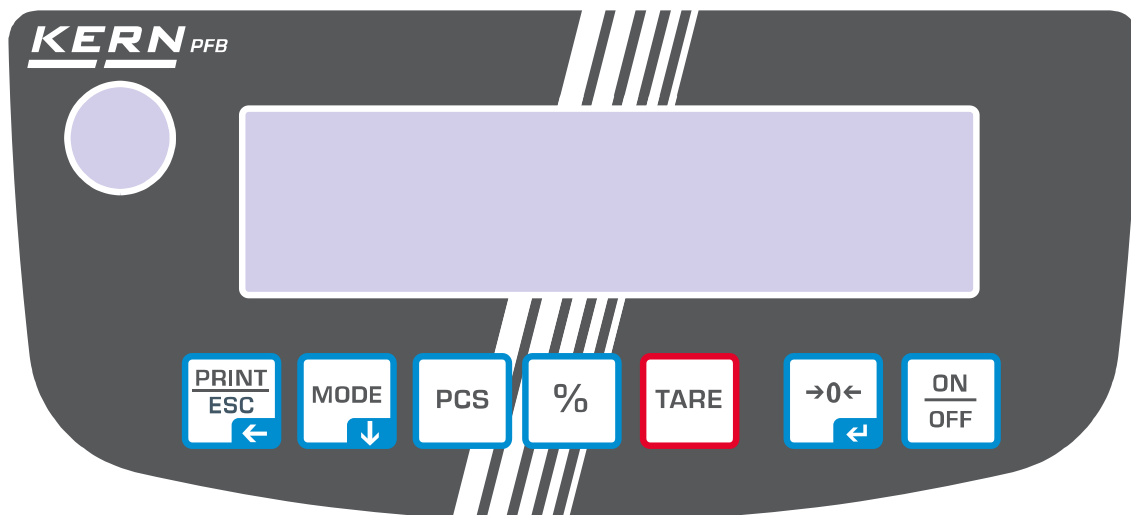 KERN PFB
PRINT
ESC
←
MODE
↓
PCS
%
TARE
→0←
↵
ON
OFF